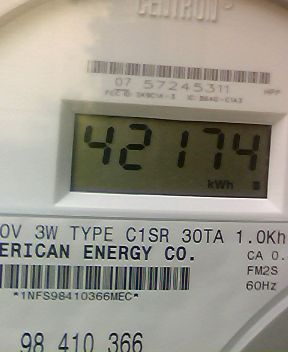 CENTRON
07 57245311
42174
kWh
0V 3W TYPE C1SR 30TA 1.0Kh
ERICAN ENERGY CO.
CA 0.
FM2S
60Hz
*1NFS98410366MEC*
98 410 366